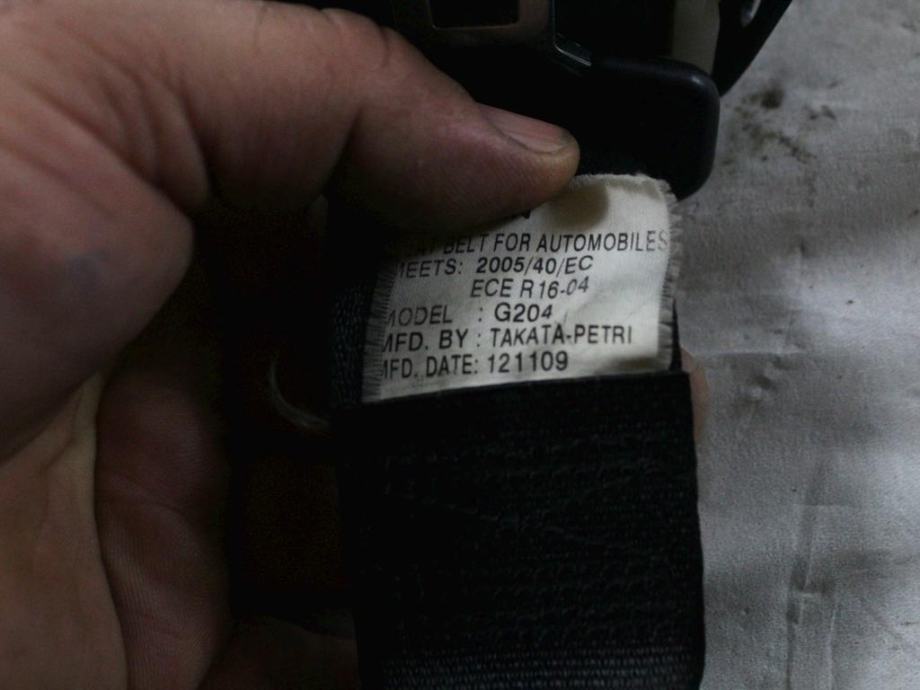 BELT FOR AUTOMOBILES
MEETS: 2005/40/EC
ECE R16-04
MODEL : G204
MFD. BY : TAKATA-PETRI
MFD. DATE: 121109